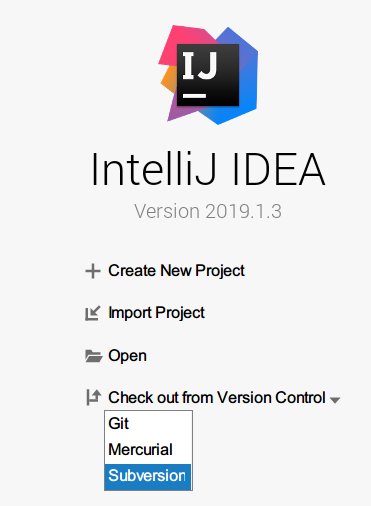 IJ
IntelliJ IDEA
Version 2019.1.3
Create New Project
Import Project
Open
Check out from Version Control
Git
Mercurial
Subversion